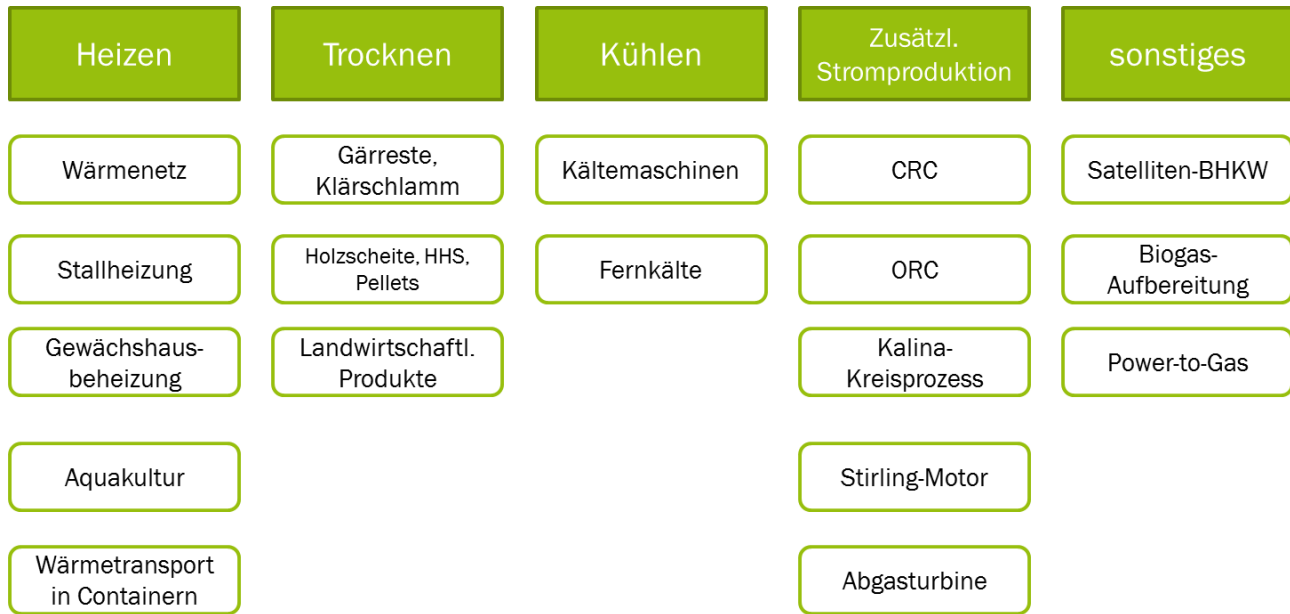 Heizen
Trocknen
Kühlen
Zusätzl.
Stromproduktion
sonstiges
Wärmenetz
Gärreste,
Klärschlamm
Kältemaschinen
CRC
Satelliten-BHKW
Stallheizung
Holzscheite, HHS,
Pellets
Fernkälte
ORC
Biogas-
Aufbereitung
Gewächshaus-
beheizung
Landwirtschaftl.
Produkte
Kalina-
Kreisprozess
Power-to-Gas
Aquakultur
Stirling-Motor
Wärmetransport
in Containern
Abgasturbine